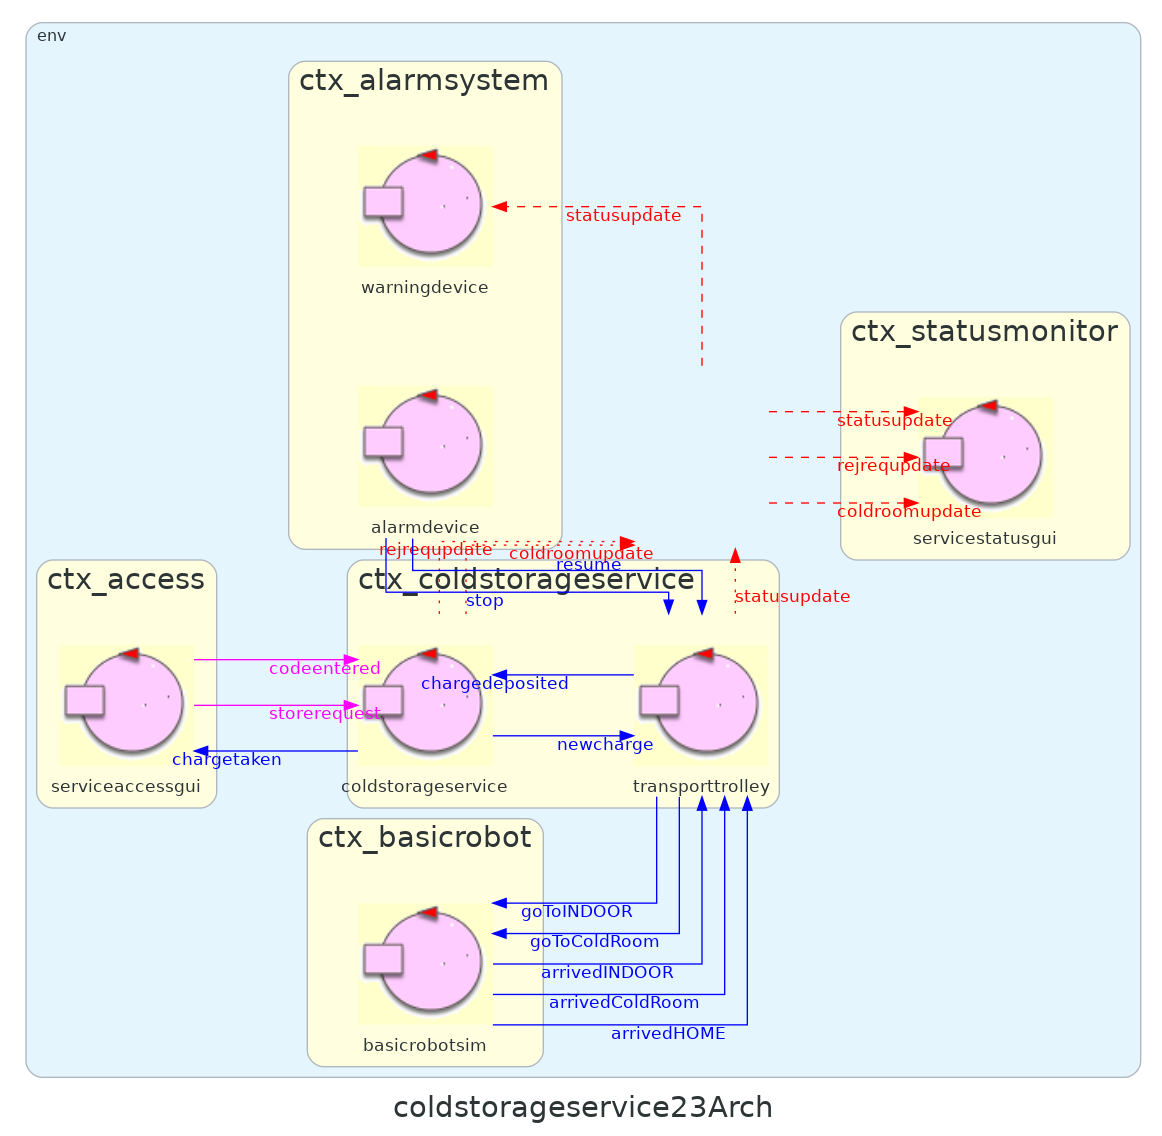 env
ctx_alarmsystem
statusupdate
warningdevice
ctx_statusmonitor
statusupdate
rejrequpdate
coldroomupdate
servicestatusgui
alarmdevice
rejrequpdate
coldroomupdate
resume
ctx_access
ctx_coldstorageservice
stop
statusupdate
codeentered
chargedeposited
storerequest
newcharge
chargetaken
serviceaccessgui
coldstorageservice
transporttrolley
ctx_basicrobot
goToINDOOR
goToColdRoom
arrivedINDOOR
arrivedColdRoom
arrivedHOME
basicrobotsim
coldstorageservice23Arch